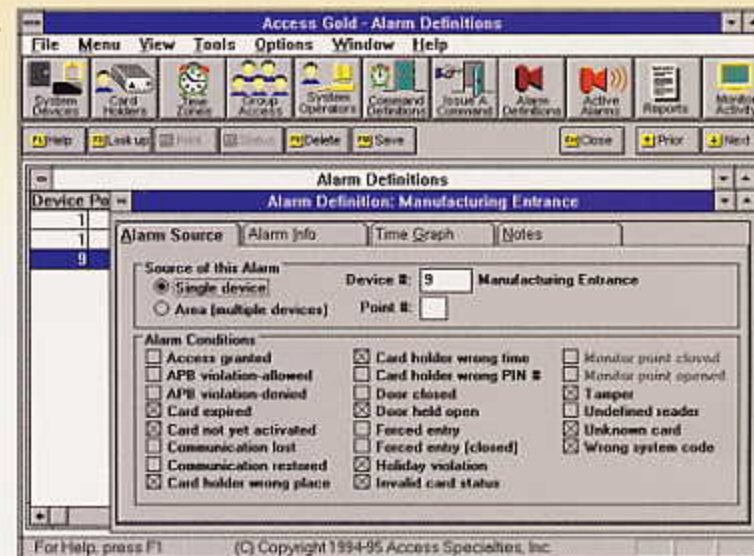 Access Gold - Alarm Definitions
File Menu View Tools Options Window Help
System Devices Card Holders Time Zones Group Access System Operators Command Definitions Issue A Command Alarm Definitions Active Alarms Reports
Help Look up Print Status Delete Save Close Prior Next
Alarm Definitions
Device Po
Alarm Definition: Manufacturing Entrance
1
1
9
Alarm Source Alarm Info Time Graph Notes
Source of this Alarm
Single device Device #: 9 Manufacturing Entrance
Area (multiple devices) Point #:
Alarm Conditions
Access granted Card holder wrong time Monitor point closed
APB violation-allowed Card holder wrong PIN # Monitor point opened
APB violation-denied Door closed Tamper
Card expired Door held open Undefined reader
Card not yet activated Forced entry Unknown card
Communication lost Forced entry (closed) Wrong system code
Communication restored Holiday violation
Card holder wrong place Invalid card status
For Help, press F1 (C) Copyright 1994-95 Access Specialties, Inc.